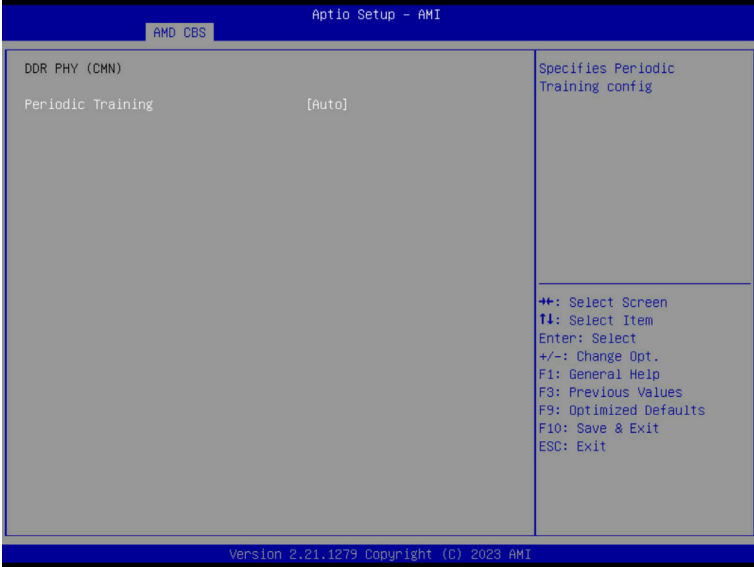 Aptio Setup – AMI
AMD CBS
DDR PHY (CMN)
Periodic Training [Auto]
Specifies Periodic
Training config
→←: Select Screen
↑↓: Select Item
Enter: Select
+/-: Change Opt.
F1: General Help
F3: Previous Values
F9: Optimized Defaults
F10: Save & Exit
ESC: Exit
Version 2.21.1279 Copyright (C) 2023 AMI